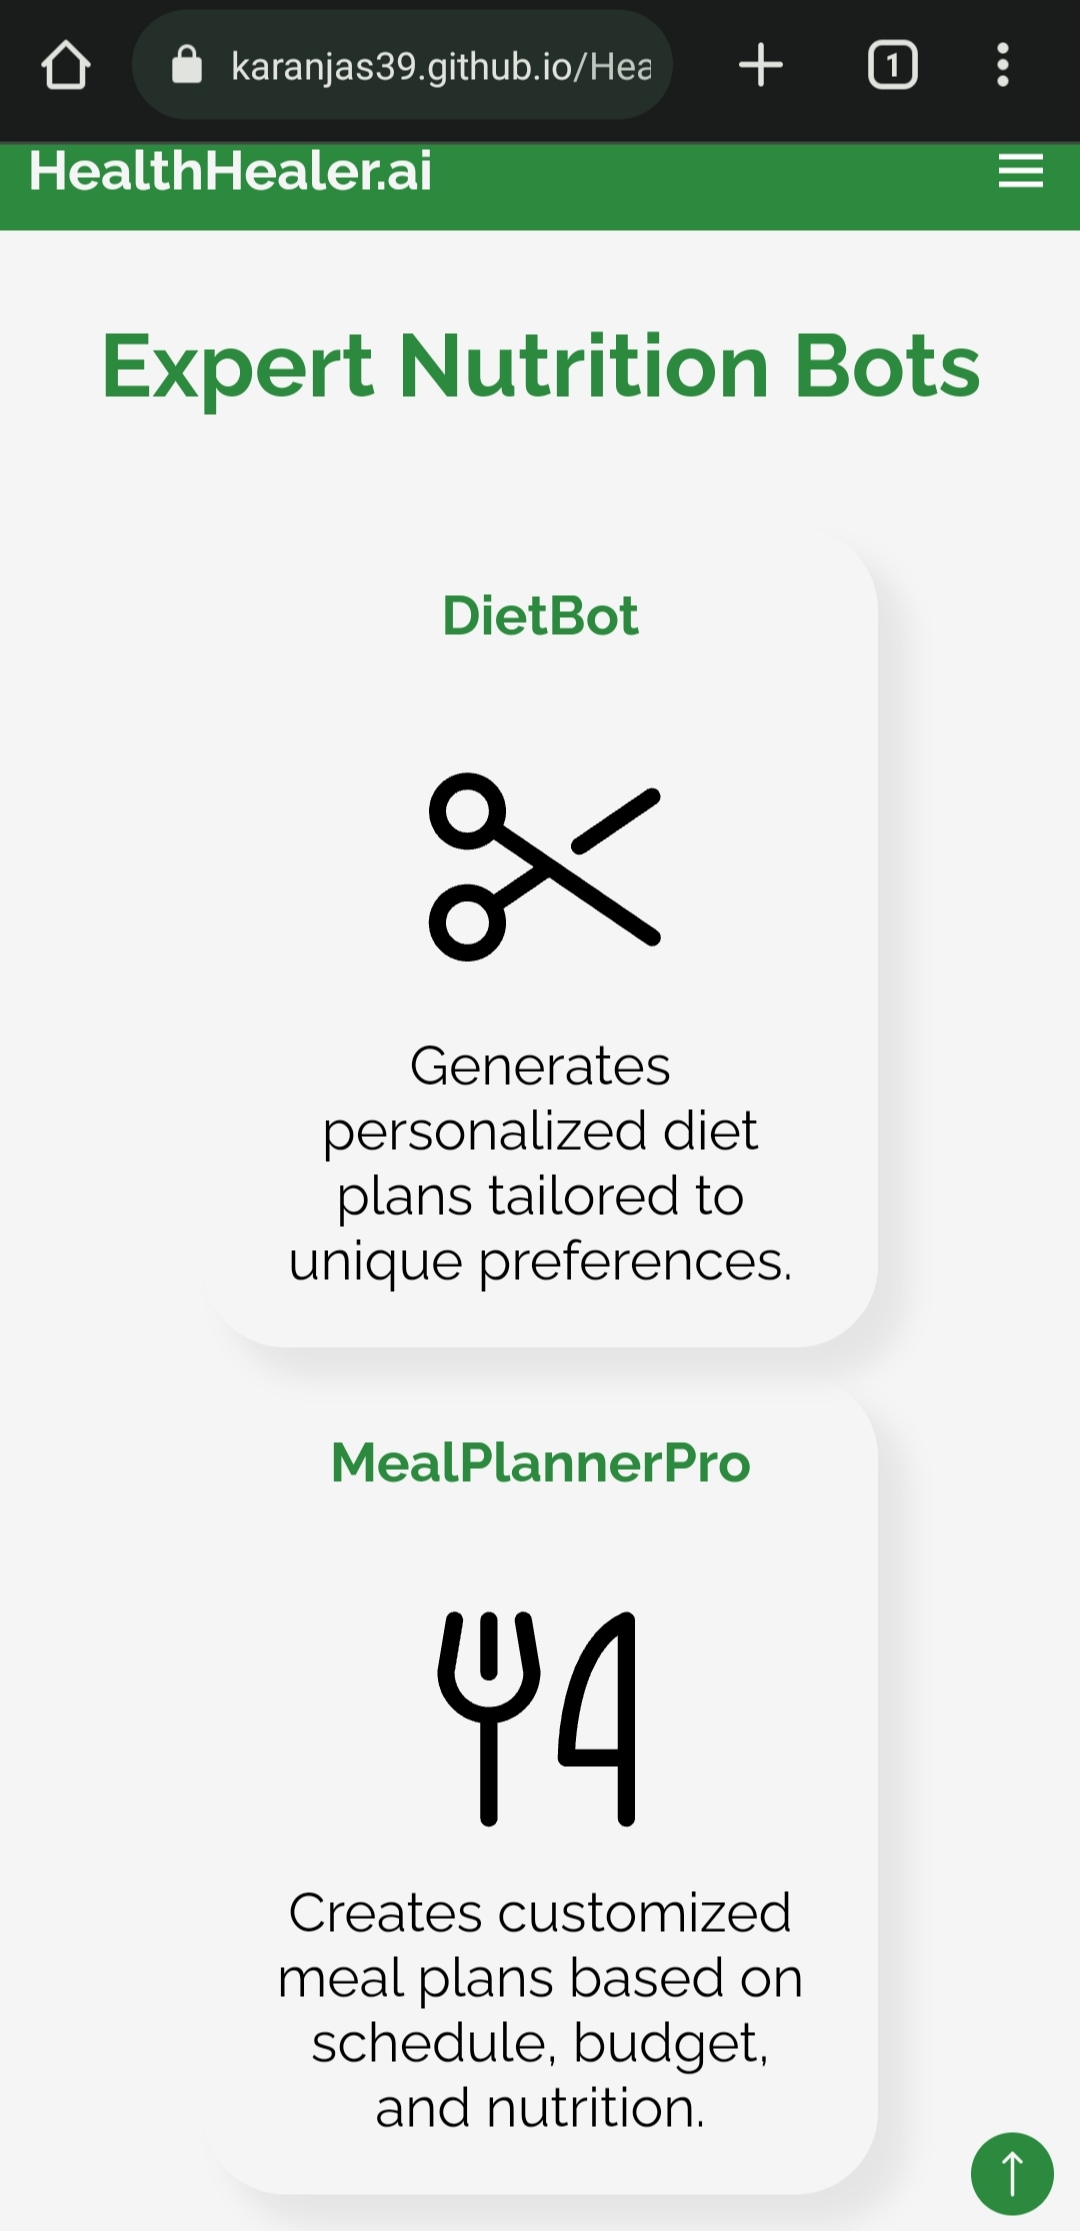 karanjas39.github.io/Hea
1
HealthHealer.ai
Expert Nutrition Bots
DietBot
Generates
personalized diet
plans tailored to
unique preferences.
MealPlannerPro
Creates customized
meal plans based on
schedule, budget,
and nutrition.